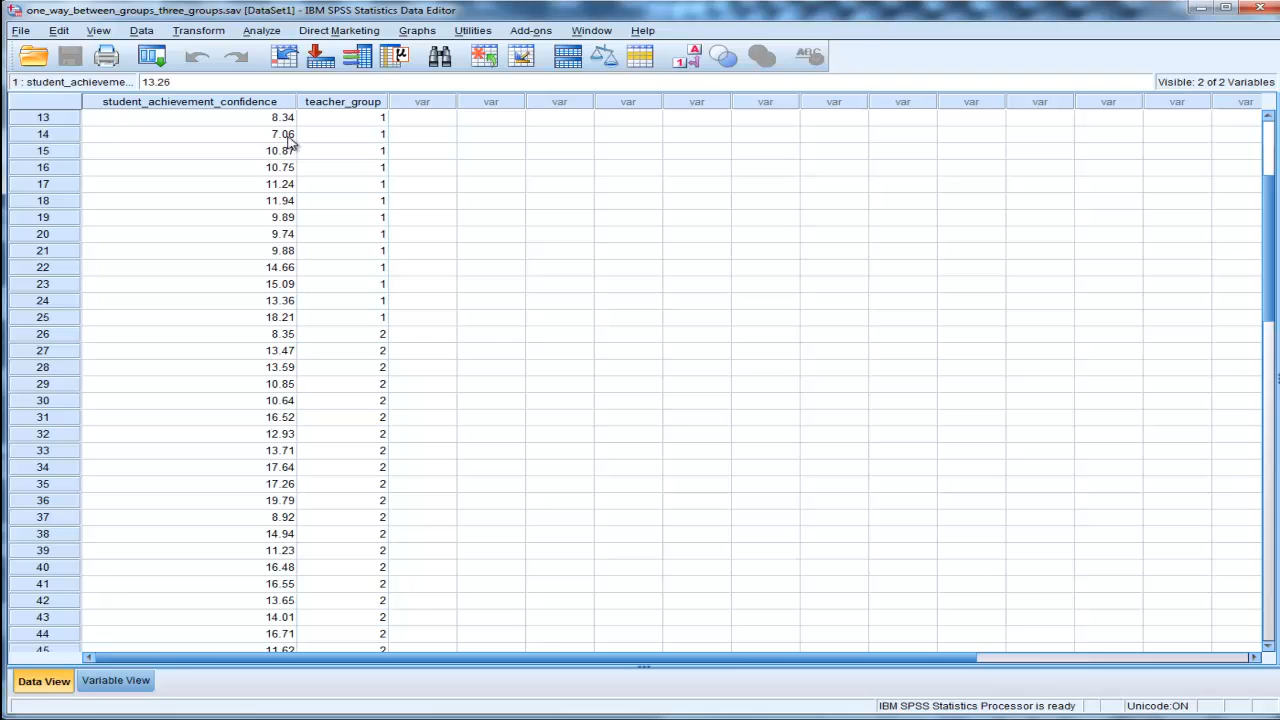 one_way_between_groups_three_groups.sav [DataSet1] - IBM SPSS Statistics Data Editor
File Edit View Data Transform Analyze Direct Marketing Graphs Utilities Add-ons Window Help
1 : student_achieveme... 13.26 Visible: 2 of 2 Variables
student_achievement_confidence teacher_group var var var var var var var var var var var var var
13 8.34 1
14 7.06 1
15 10.87 1
16 10.75 1
17 11.24 1
18 11.94 1
19 9.89 1
20 9.74 1
21 9.88 1
22 14.66 1
23 15.09 1
24 13.36 1
25 18.21 1
26 8.35 2
27 13.47 2
28 13.59 2
29 10.85 2
30 10.64 2
31 16.52 2
32 12.93 2
33 13.71 2
34 17.64 2
35 17.26 2
36 19.79 2
37 8.92 2
38 14.94 2
39 11.23 2
40 16.48 2
41 16.55 2
42 13.65 2
43 14.01 2
44 16.71 2
45 11.62 2
Data View Variable View
IBM SPSS Statistics Processor is ready Unicode:ON